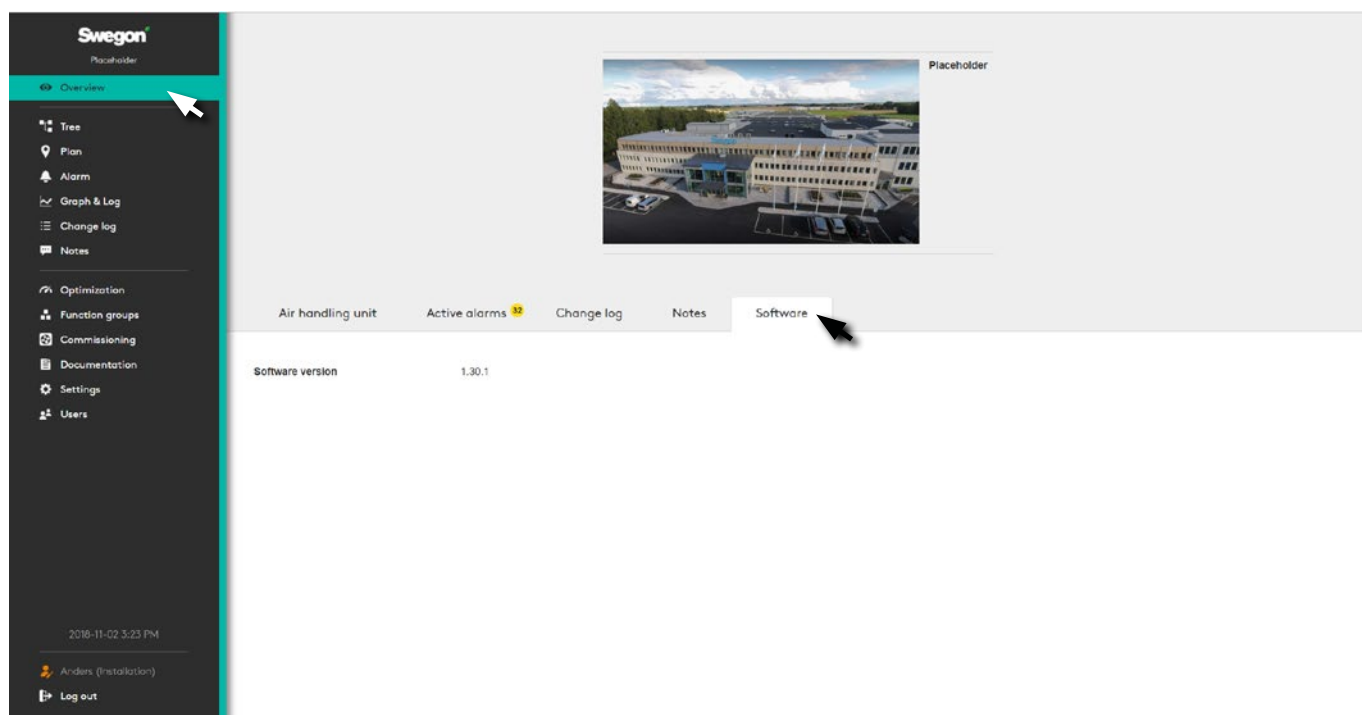 Swegon
Placeholder
Overview
Tree
Plan
Alarm
Graph & Log
Change log
Notes
Optimization
Function groups
Commissioning
Documentation
Settings
Users
2018-11-02 3:23 PM
Anders (Installation)
Log out
Placeholder
Air handling unit
Active alarms 32
Change log
Notes
Software
Software version 1.30.1